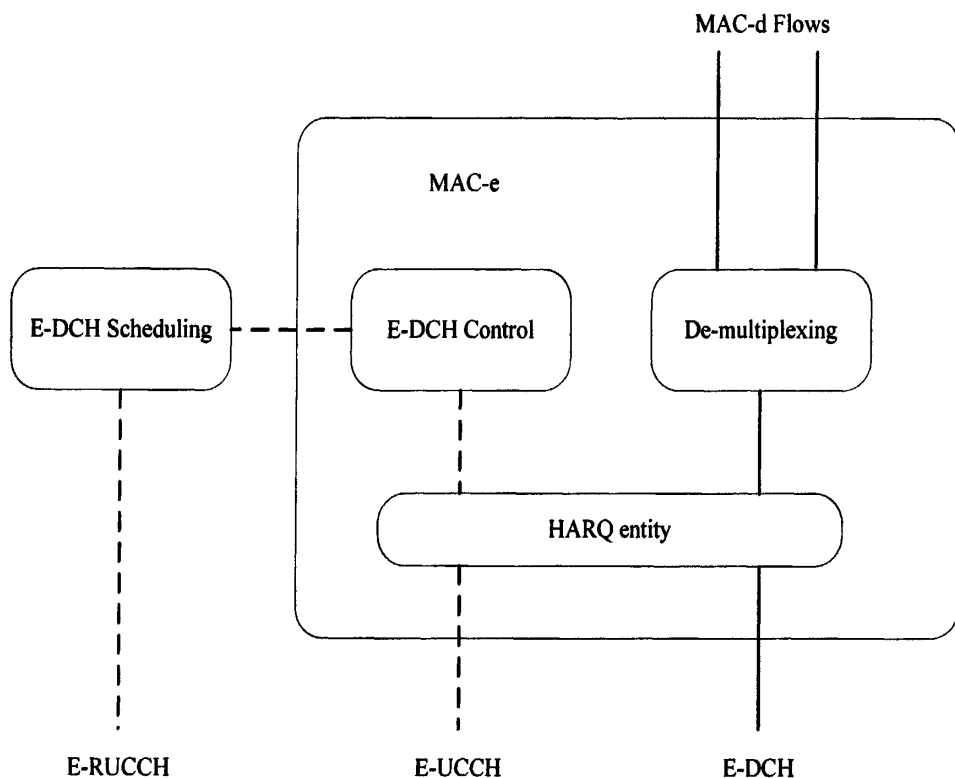 MAC-d Flows
MAC-e
E-DCH Scheduling
E-DCH Control
De-multiplexing
HARQ entity
E-RUCCH
E-UCCH
E-DCH